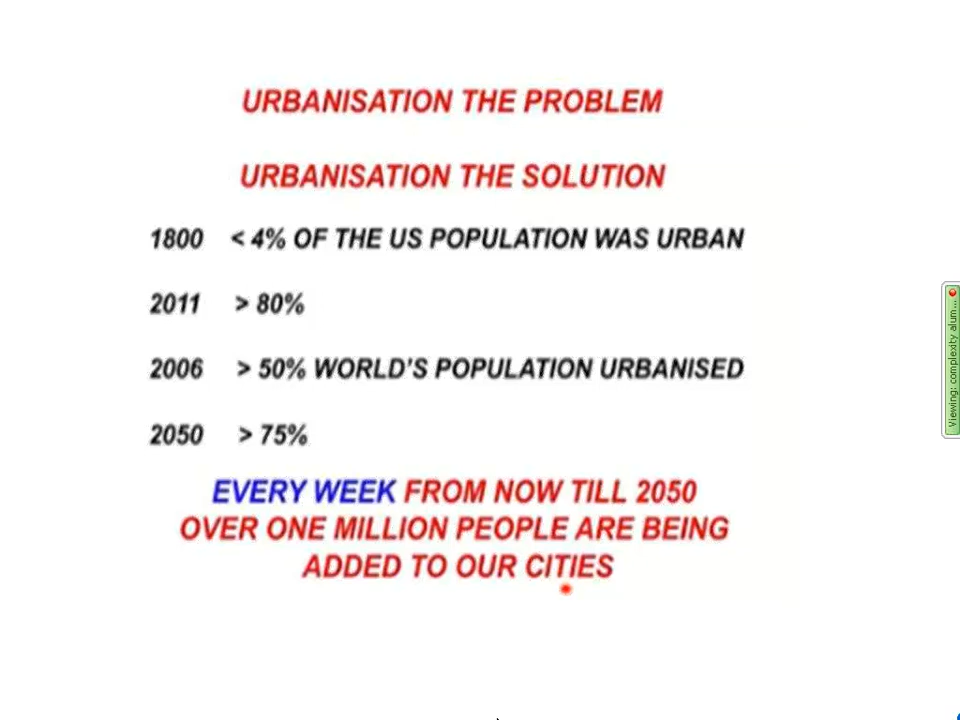 URBANISATION THE PROBLEM
URBANISATION THE SOLUTION
1800 < 4% OF THE US POPULATION WAS URBAN
2011 > 80%
2006 > 50% WORLD'S POPULATION URBANISED
2050 > 75%
EVERY WEEK FROM NOW TILL 2050
OVER ONE MILLION PEOPLE ARE BEING
ADDED TO OUR CITIES
Viewing: complexity alum...